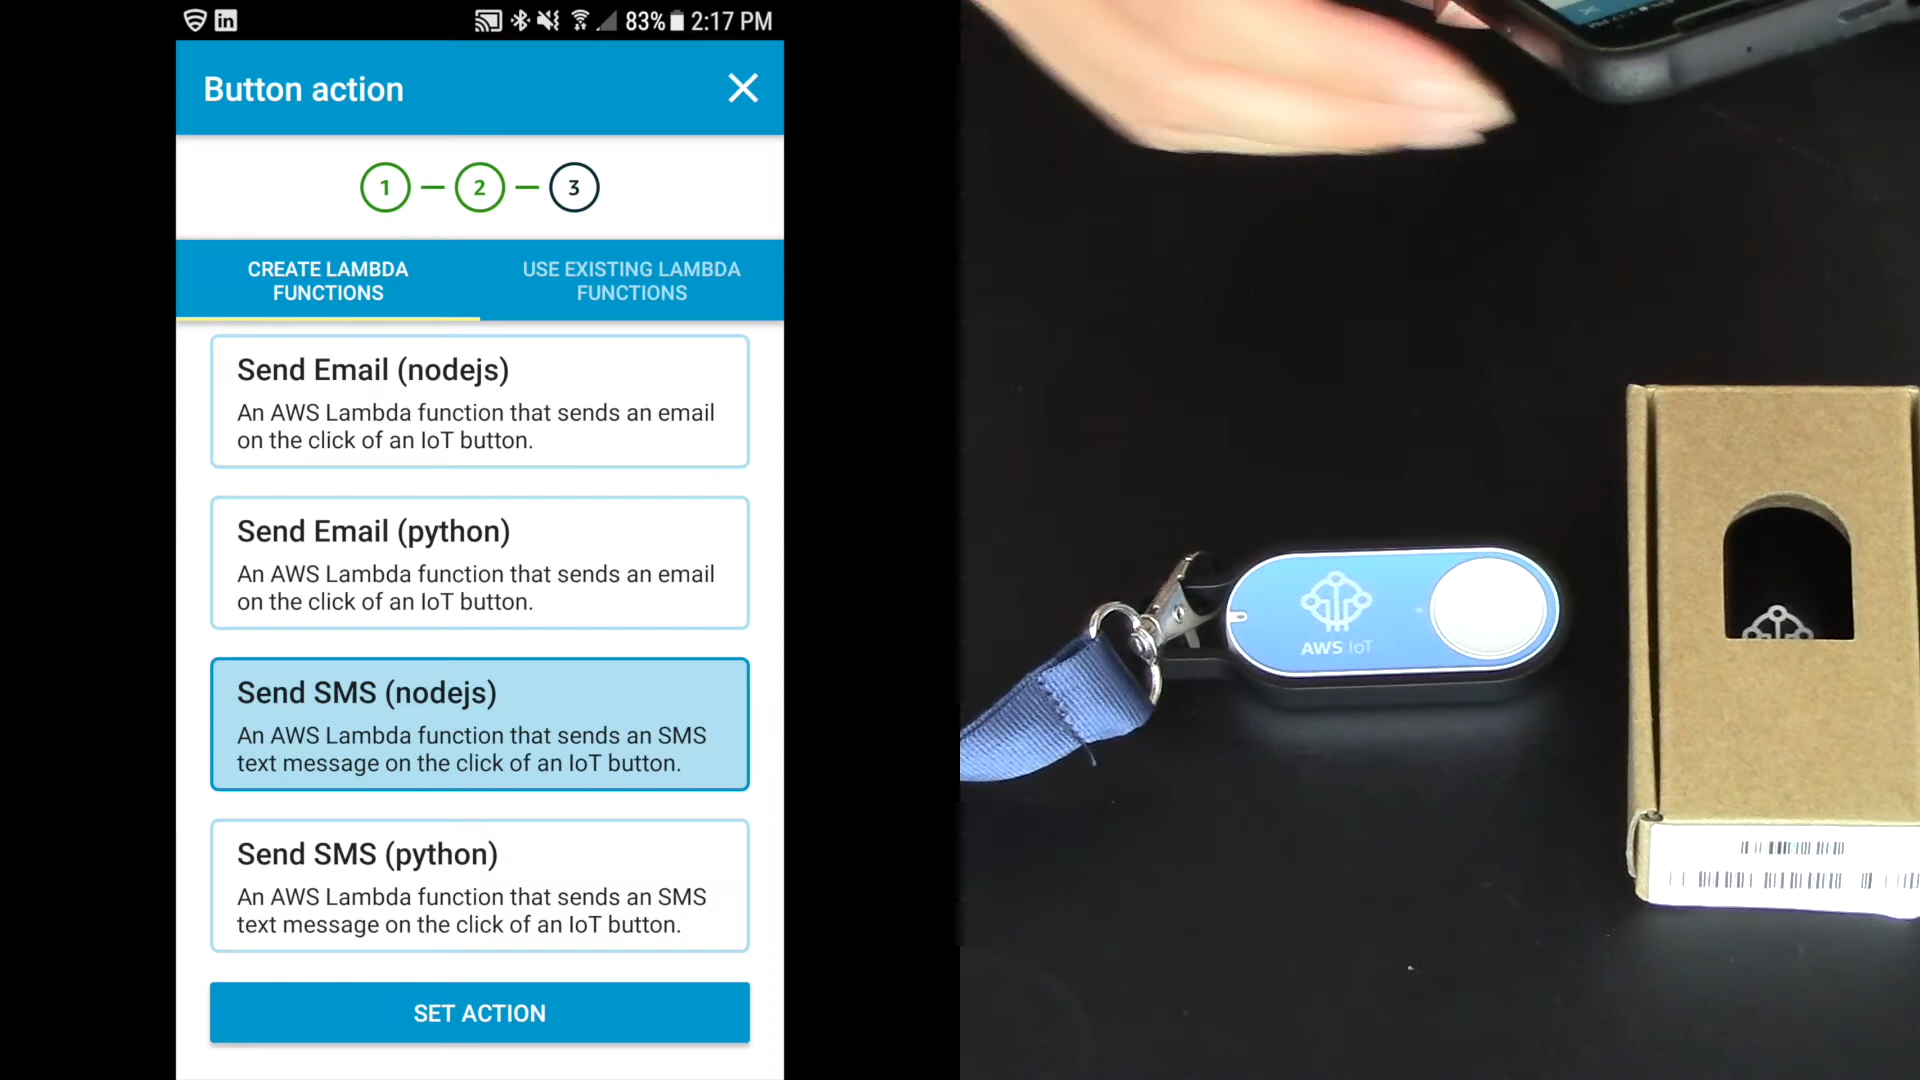 in
83% 2:17 PM
Button action
1
2
3
CREATE LAMBDA
FUNCTIONS
USE EXISTING LAMBDA
FUNCTIONS
Send Email (nodejs)
An AWS Lambda function that sends an email
on the click of an IoT button.
Send Email (python)
An AWS Lambda function that sends an email
on the click of an IoT button.
Send SMS (nodejs)
An AWS Lambda function that sends an SMS
text message on the click of an IoT button.
Send SMS (python)
An AWS Lambda function that sends an SMS
text message on the click of an IoT button.
SET ACTION
AWS IoT